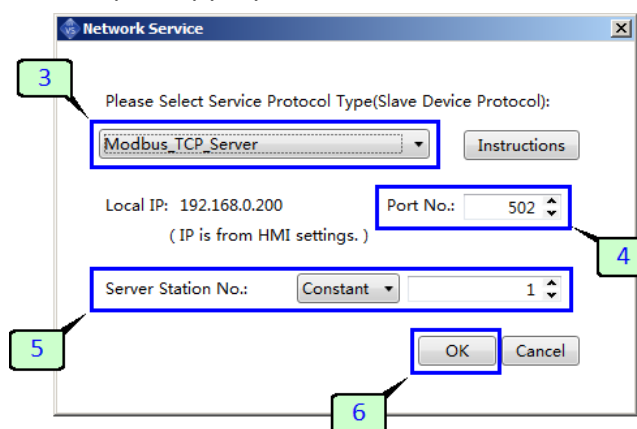 VS Network Service X
3
Please Select Service Protocol Type(Slave Device Protocol):
Modbus_TCP_Server Instructions
Local IP: 192.168.0.200 Port No.: 502
( IP is from HMI settings. )
4
Server Station No.: Constant 1
5
OK Cancel
6